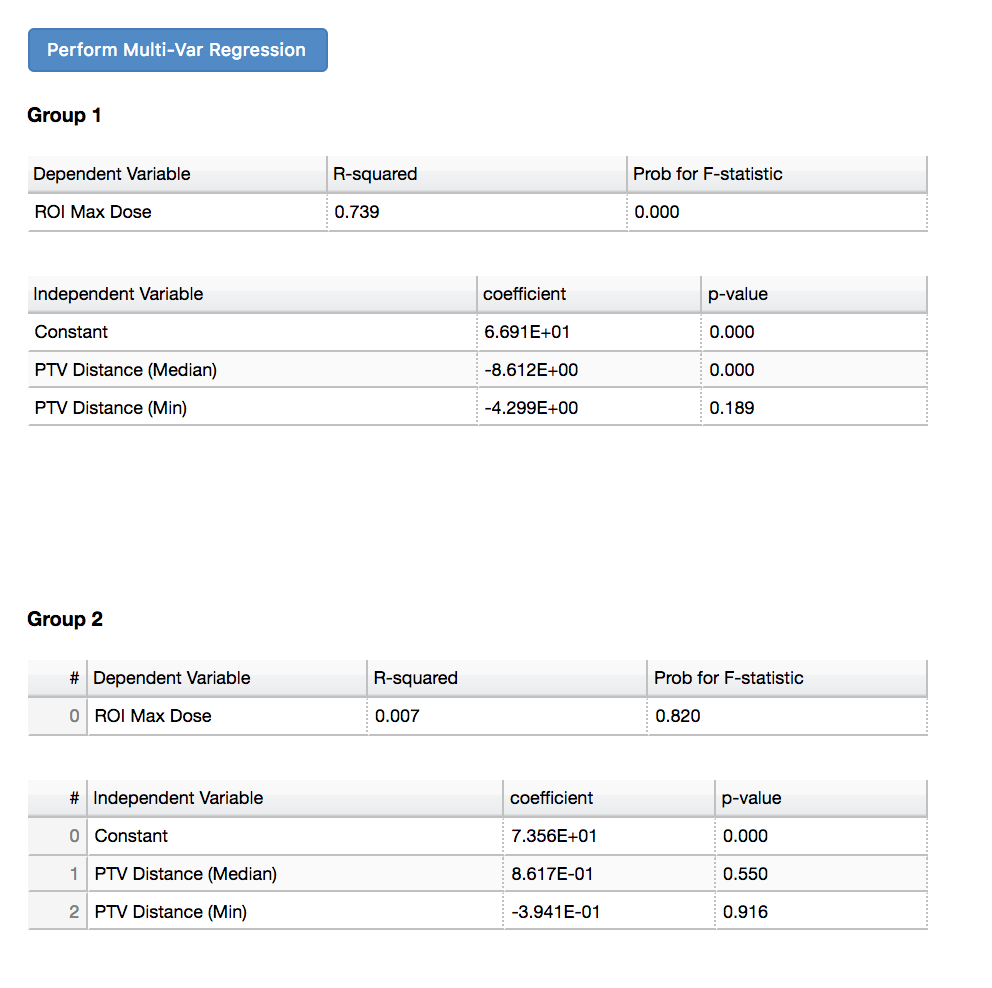 Perform Multi-Var Regression
Group 1
Dependent Variable R-squared Prob for F-statistic
ROI Max Dose 0.739 0.000
Independent Variable coefficient p-value
Constant 6.691E+01 0.000
PTV Distance (Median) -8.612E+00 0.000
PTV Distance (Min) -4.299E+00 0.189
Group 2
# Dependent Variable R-squared Prob for F-statistic
0 ROI Max Dose 0.007 0.820
# Independent Variable coefficient p-value
0 Constant 7.356E+01 0.000
1 PTV Distance (Median) 8.617E-01 0.550
2 PTV Distance (Min) -3.941E-01 0.916